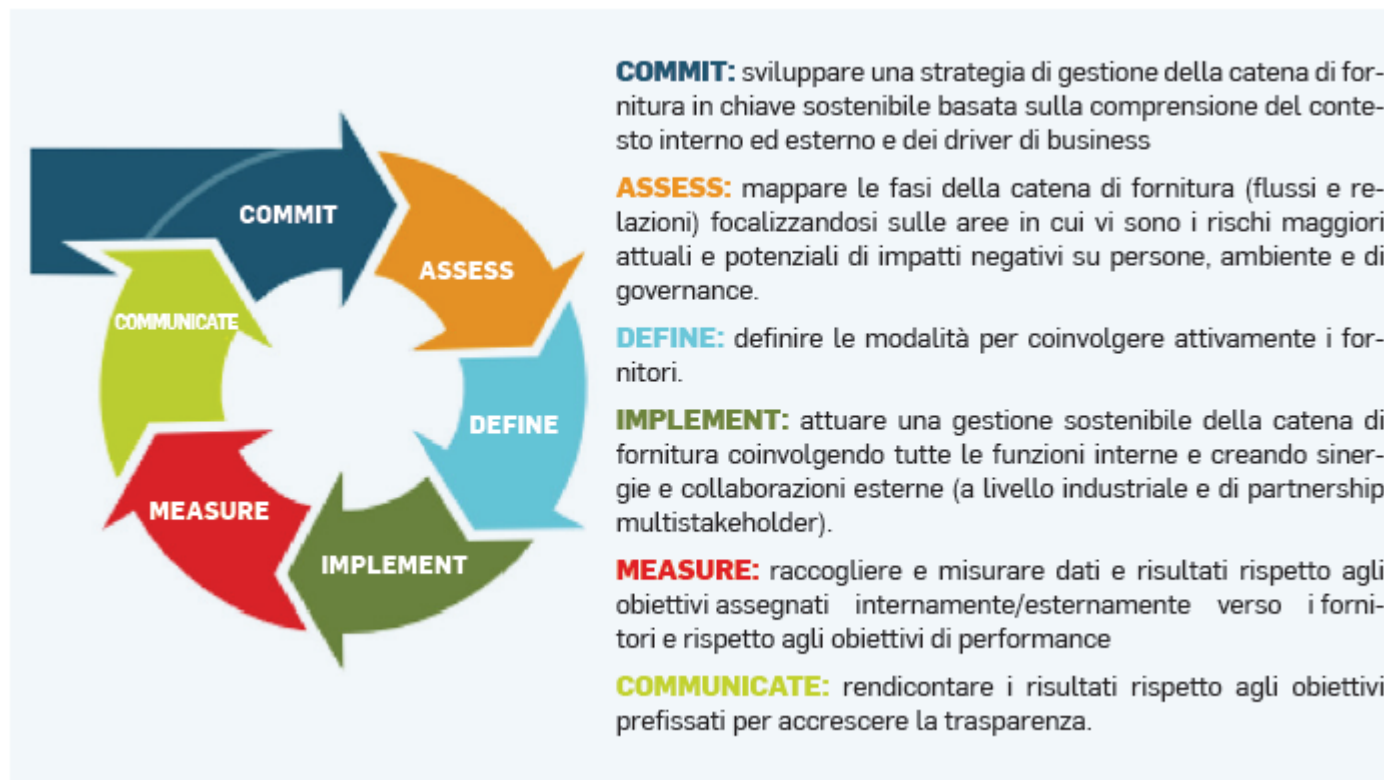 COMMIT
ASSESS
DEFINE
IMPLEMENT
MEASURE
COMMUNICATE
COMMIT: sviluppare una strategia di gestione della catena di for-
nitura in chiave sostenibile basata sulla comprensione del conte-
sto interno ed esterno e dei driver di business
ASSESS: mappare le fasi della catena di fornitura (flussi e re-
lazioni) focalizzandosi sulle aree in cui vi sono i rischi maggiori
attuali e potenziali di impatti negativi su persone, ambiente e di
governance.
DEFINE: definire le modalità per coinvolgere attivamente i for-
nitori.
IMPLEMENT: attuare una gestione sostenibile della catena di
fornitura coinvolgendo tutte le funzioni interne e creando siner-
gie e collaborazioni esterne (a livello industriale e di partnership
multistakeholder).
MEASURE: raccogliere e misurare dati e risultati rispetto agli
obiettivi assegnati internamente/esternamente verso i forni-
tori e rispetto agli obiettivi di performance
COMMUNICATE: rendicontare i risultati rispetto agli obiettivi
prefissati per accrescere la trasparenza.